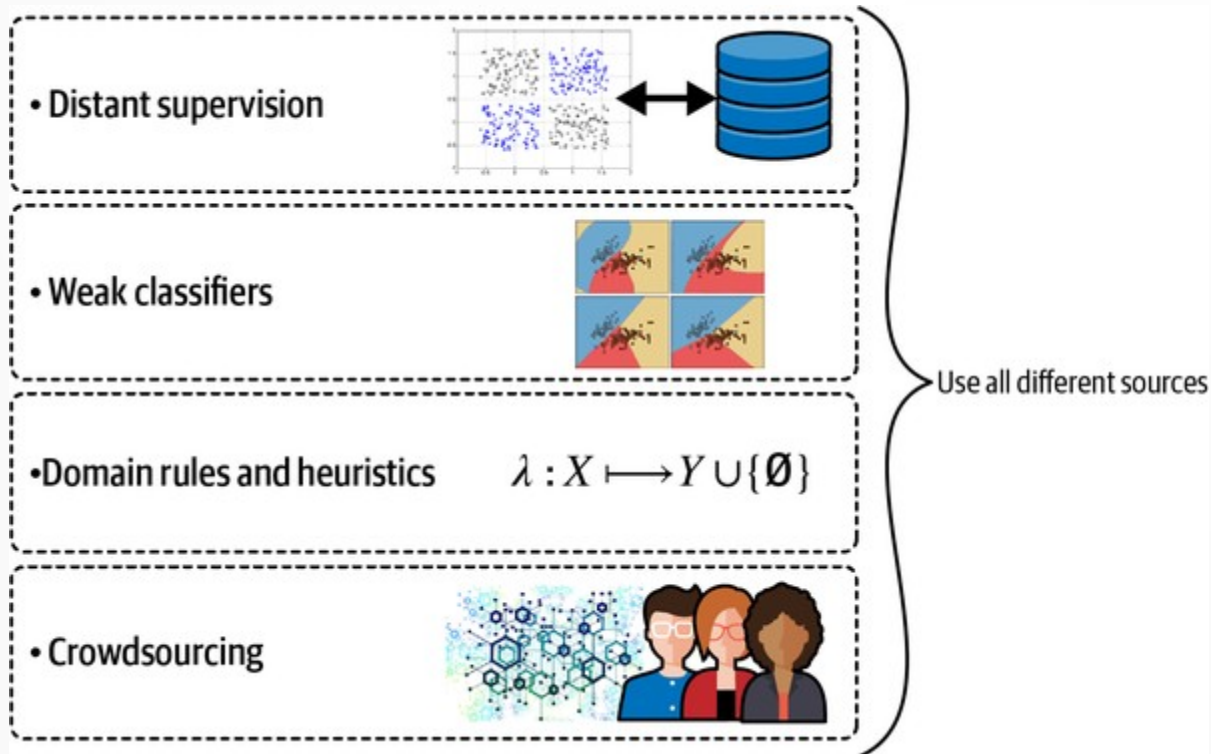 • Distant supervision
• Weak classifiers
•Domain rules and heuristics
λ : X ⟼ Y ∪ {Ø}
• Crowdsourcing
Use all different sources